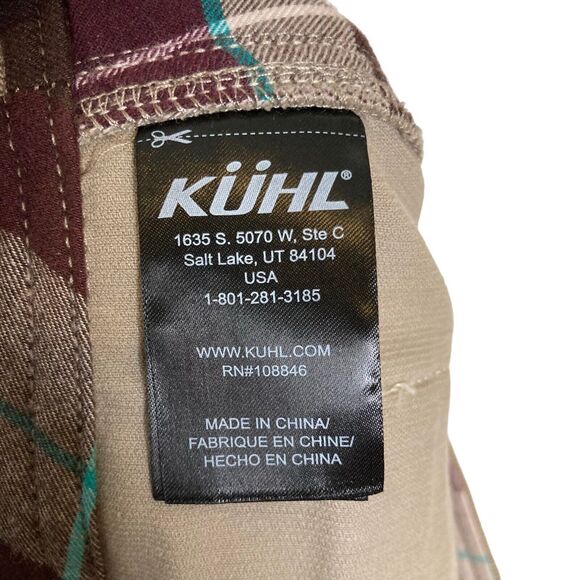 KÜHL®
1635 S. 5070 W, Ste C
Salt Lake, UT 84104
USA
1-801-281-3185
WWW.KUHL.COM
RN#108846
MADE IN CHINA/
FABRIQUE EN CHINE/
HECHO EN CHINA